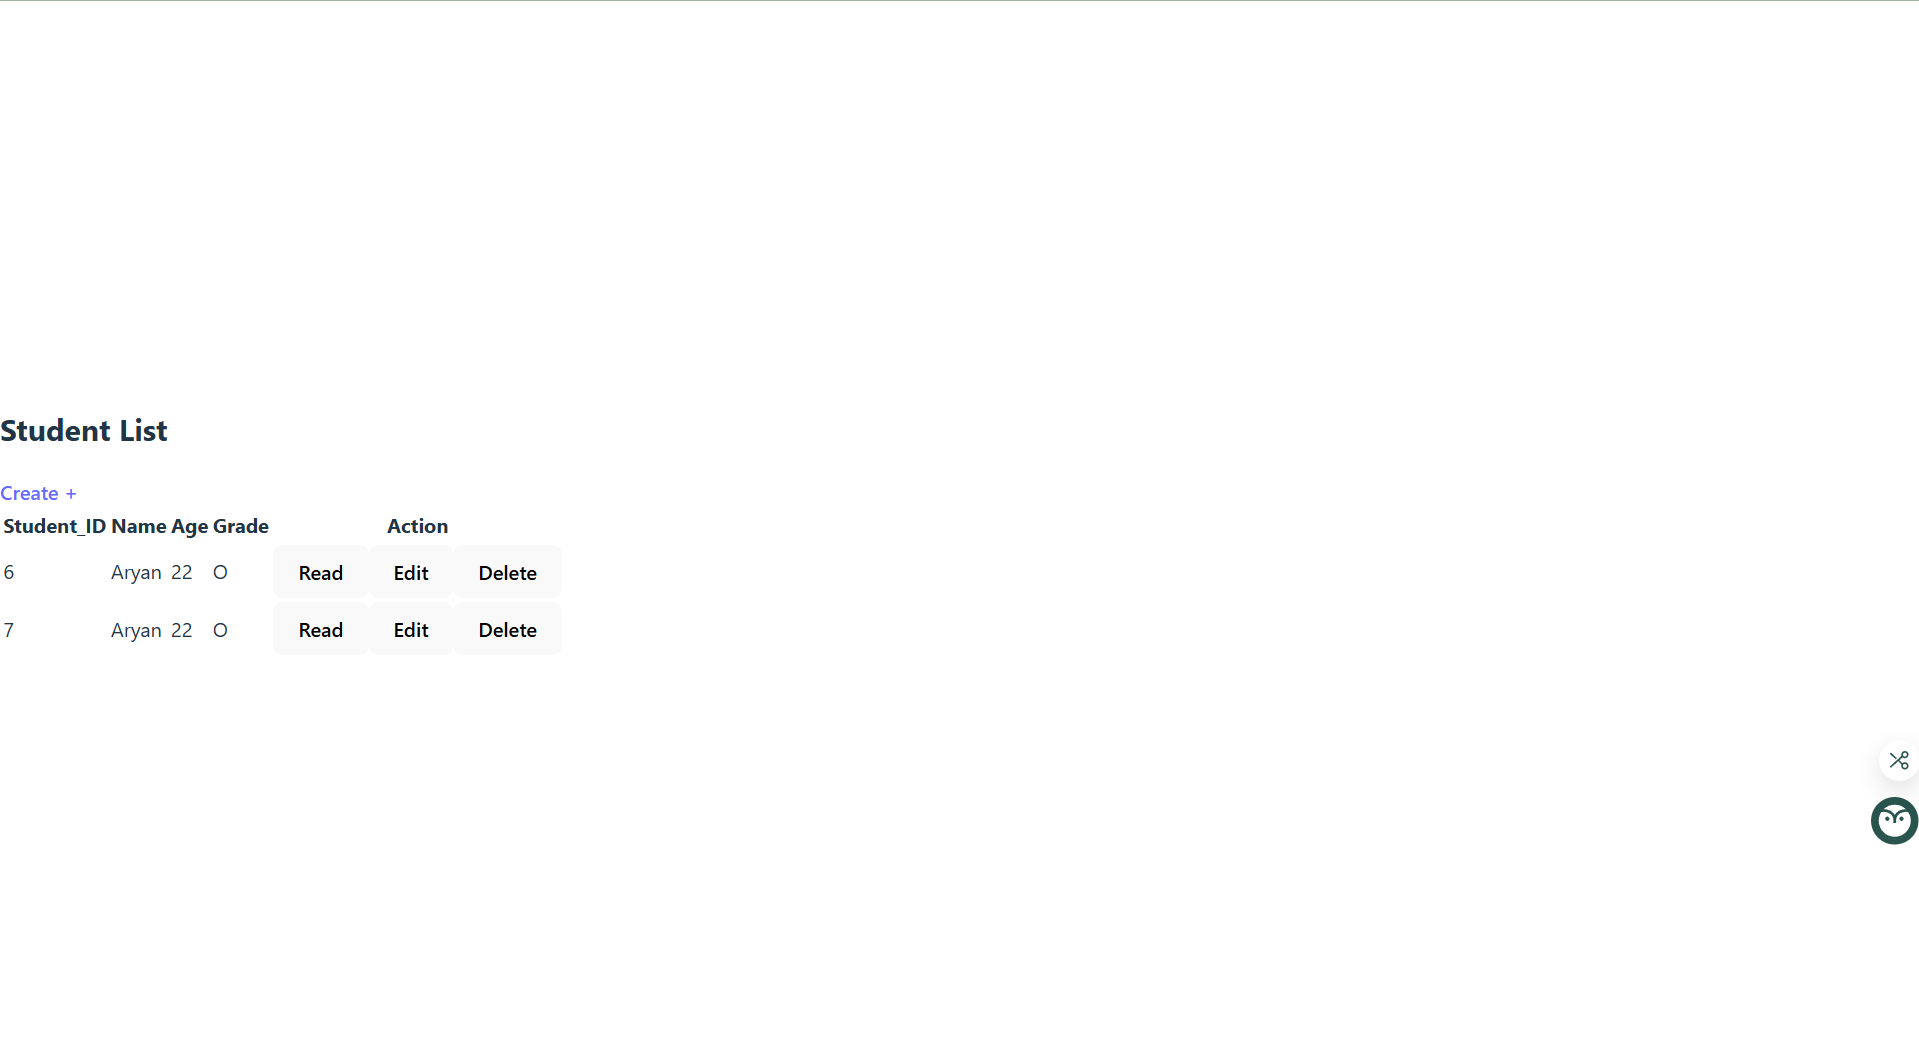 Student List
Create +
Student_ID Name Age Grade Action
6 Aryan 22 O Read Edit Delete
7 Aryan 22 O Read Edit Delete